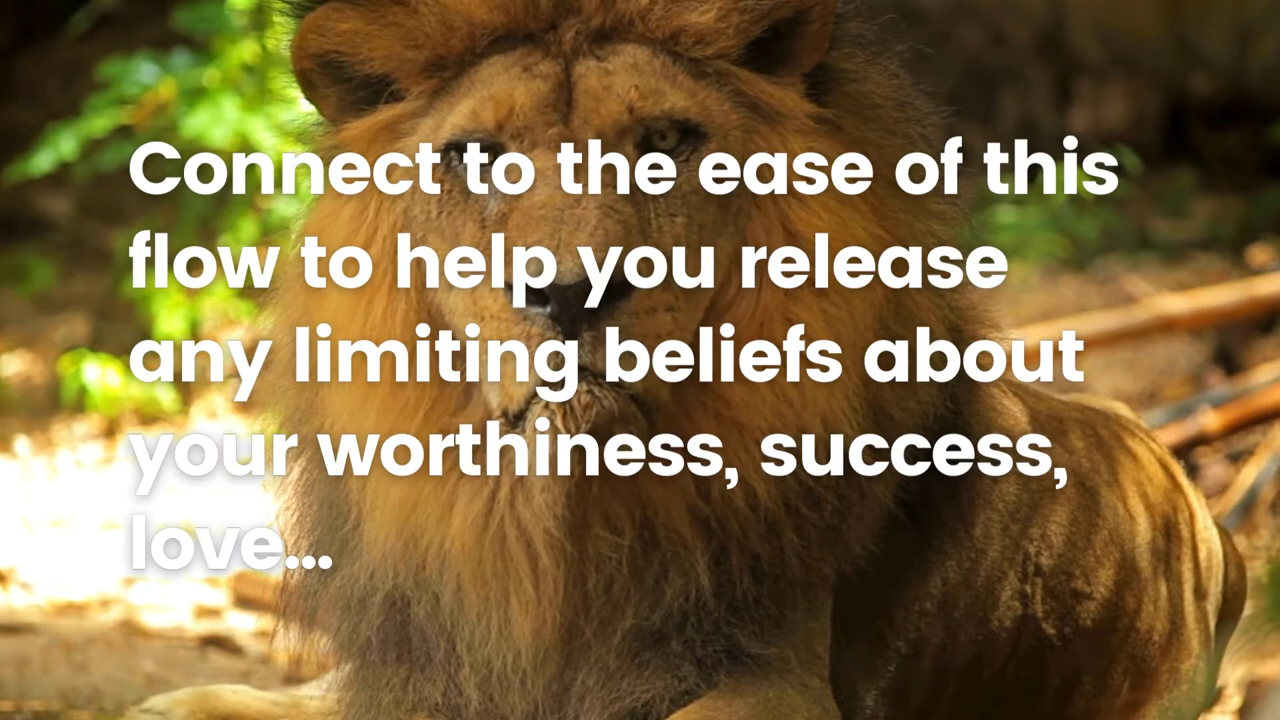 Connect to the ease of this
flow to help you release
any limiting beliefs about
your worthiness, success,
love...